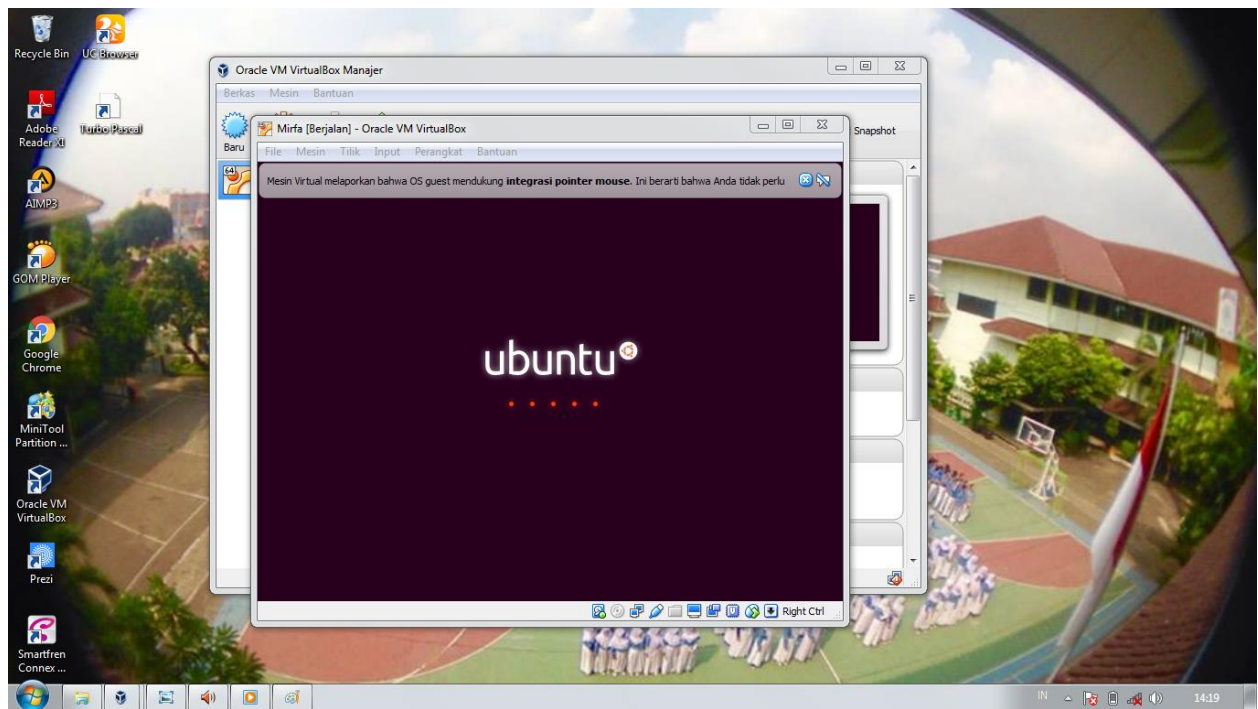 Recycle Bin
UC Browser
Adobe
Reader XI
Turbo Pascal
AIMP3
GOM Player
Google
Chrome
MiniTool
Partition ...
Oracle VM
VirtualBox
Prezi
Smartfren
Connex ...
Oracle VM VirtualBox Manajer
Berkas Mesin Bantuan
Baru
Snapshot
64
Mirfa [Berjalan] - Oracle VM VirtualBox
File Mesin Tilik Input Perangkat Bantuan
Mesin Virtual melaporkan bahwa OS guest mendukung integrasi pointer mouse. Ini berarti bahwa Anda tidak perlu
ubuntu
Right Ctrl
IN
14:19